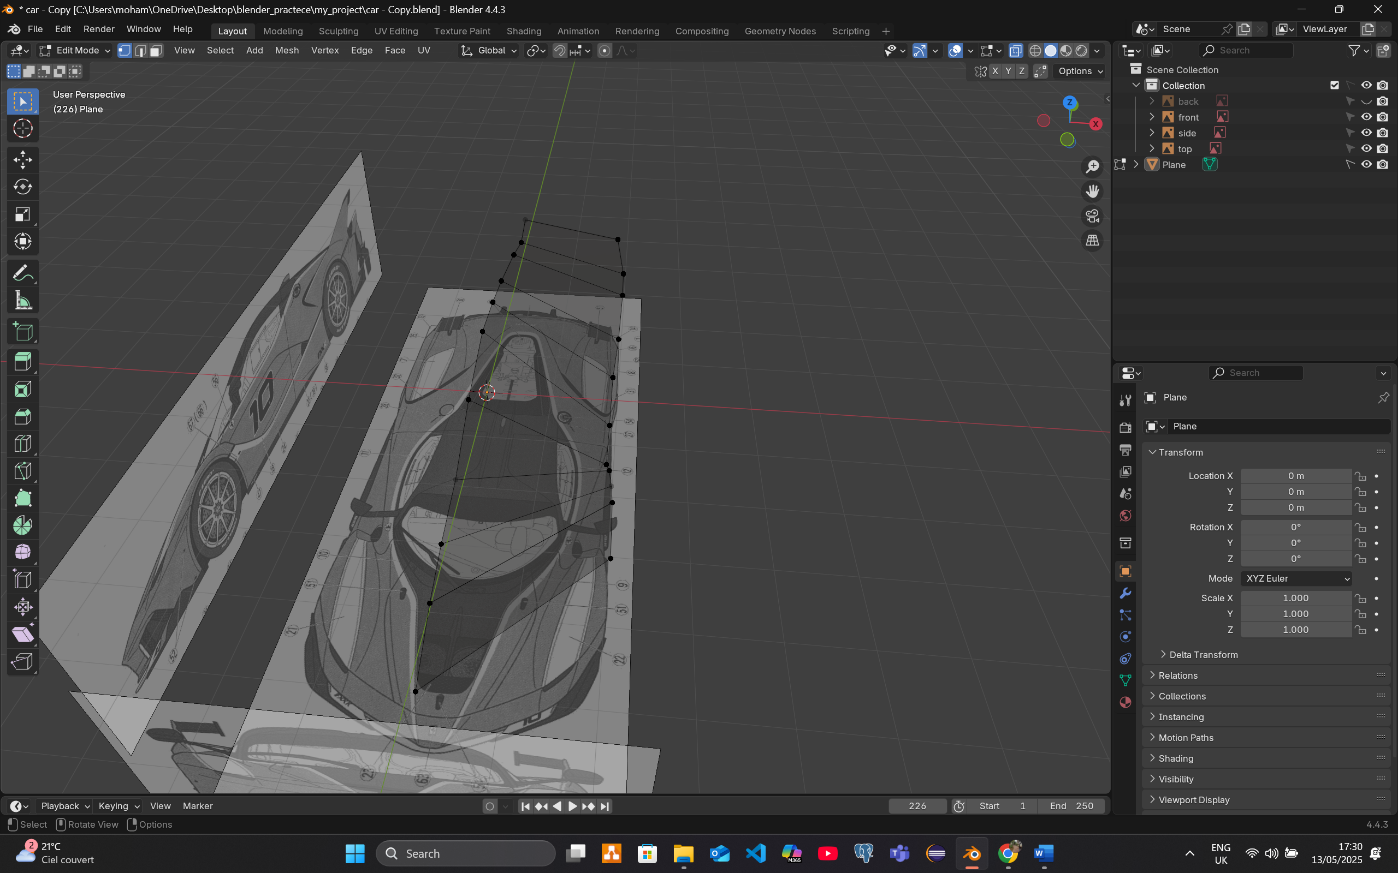 * car - Copy [C:\Users\moham\OneDrive\Desktop\blender_practece\my_project\car - Copy.blend] - Blender 4.4.3
File Edit Render Window Help Layout Modeling Sculpting UV Editing Texture Paint Shading Animation Rendering Compositing Geometry Nodes Scripting + Scene ViewLayer
Edit Mode View Select Add Mesh Vertex Edge Face UV Global Search
X Y Z Options
User Perspective
(226) Plane
Z
X
Scene Collection
Collection
back
front
side
top
Plane
Search
Plane
Plane
Transform
Location X 0 m
Y 0 m
Z 0 m
Rotation X 0°
Y 0°
Z 0°
Mode XYZ Euler
Scale X 1.000
Y 1.000
Z 1.000
Delta Transform
Relations
Collections
Instancing
Motion Paths
Shading
Visibility
Viewport Display
10
10
Playback Keying View Marker 226 Start 1 End 250
Select Rotate View Options 4.4.3
2
21°C
Ciel couvert
Search
M365
ENG
UK
17:30
13/05/2025